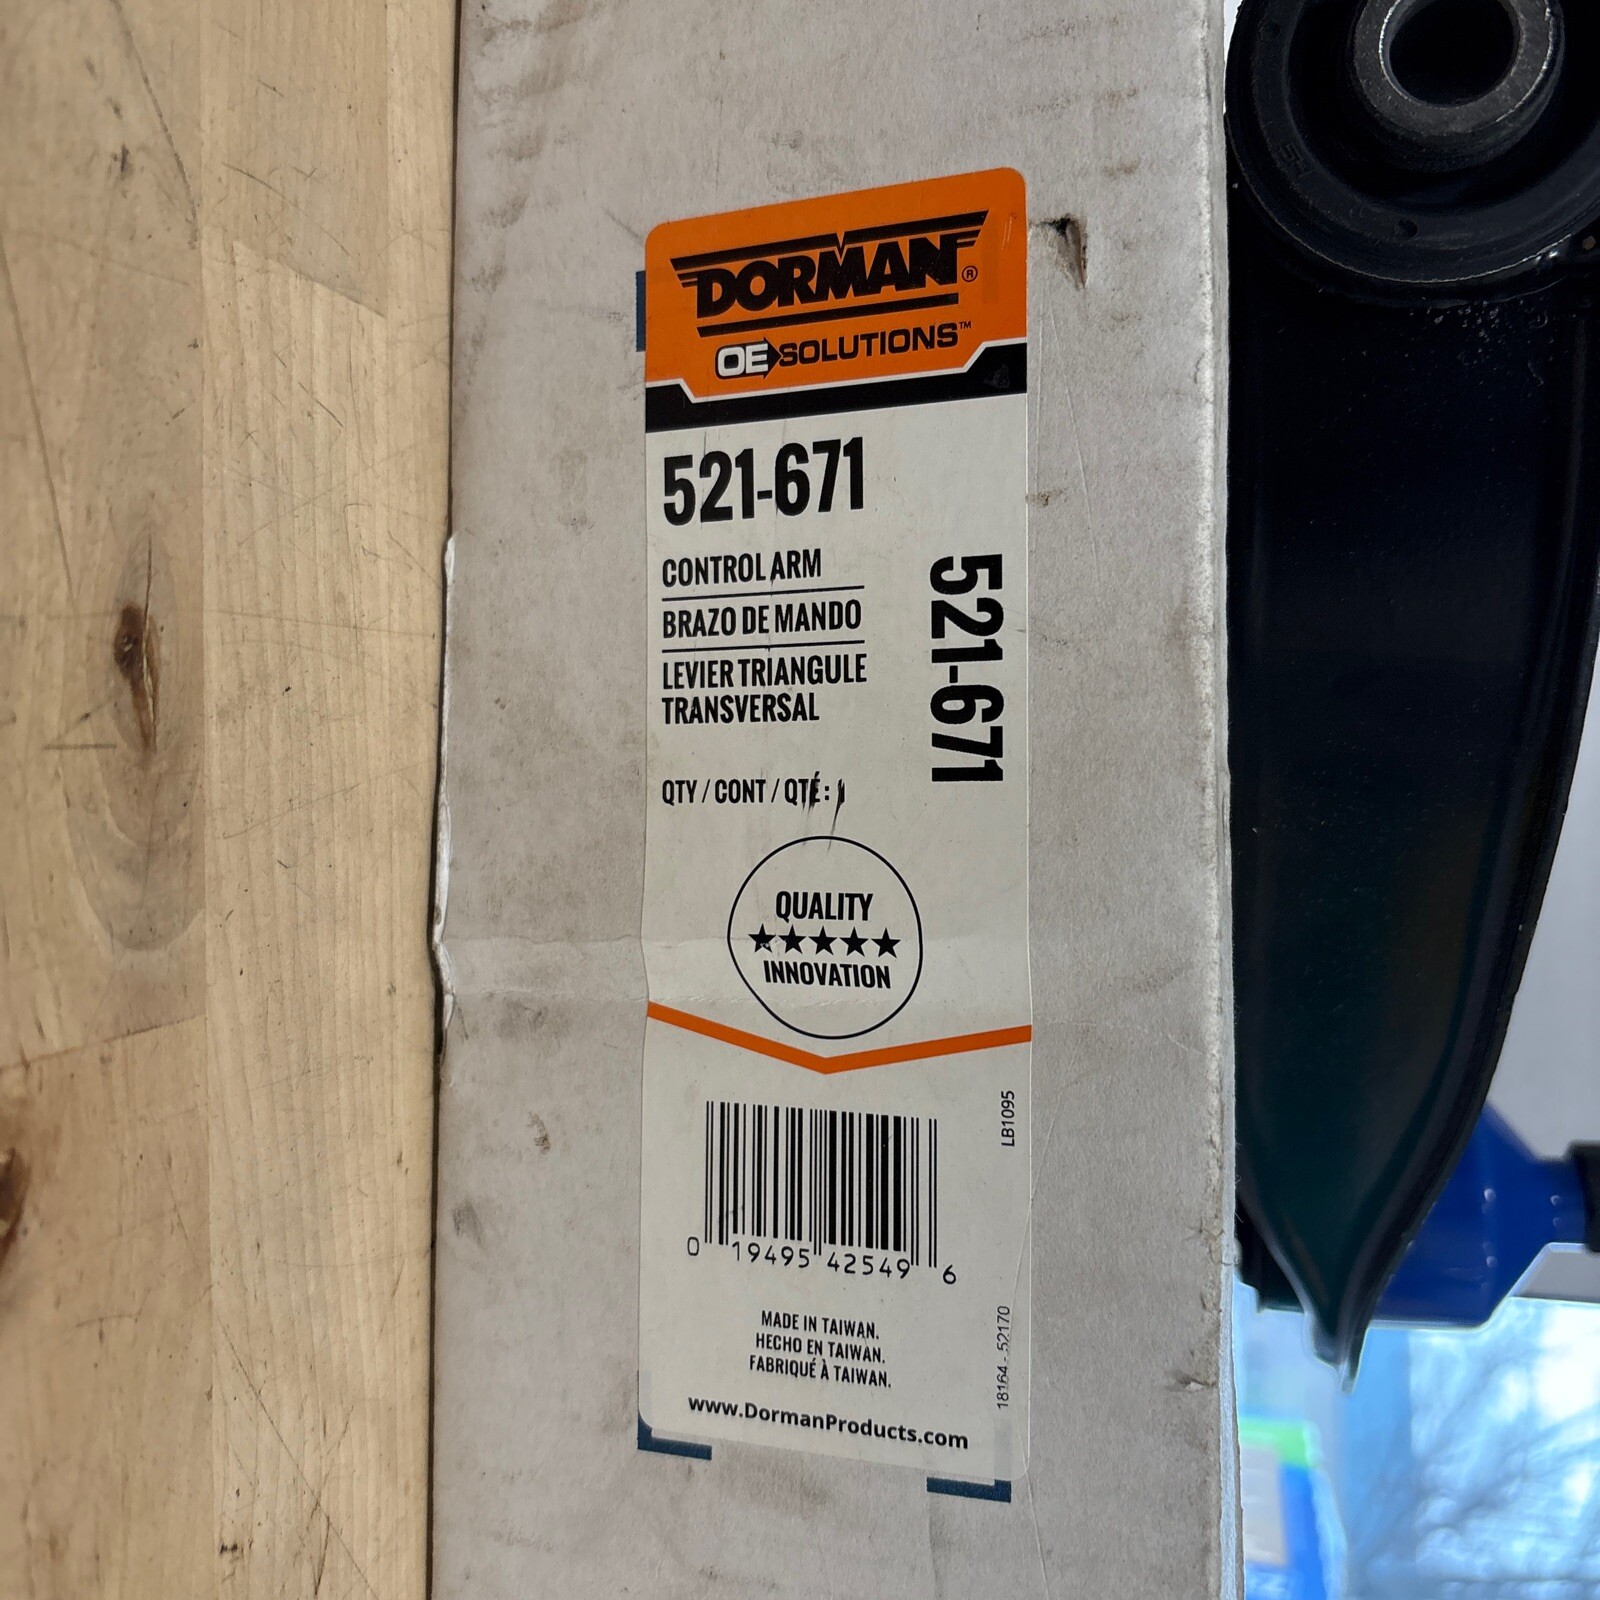 DORMAN®
OE SOLUTIONS™
521-671
CONTROL ARM
BRAZO DE MANDO
LEVIER TRIANGULE
TRANSVERSAL
521-671
QTY / CONT / QTÉ : 1
QUALITY
★★★★★
INNOVATION
LB1095
0 19495 42549 6
MADE IN TAIWAN.
HECHO EN TAIWAN.
FABRIQUÉ À TAIWAN.
18164 - 52170
www.DormanProducts.com